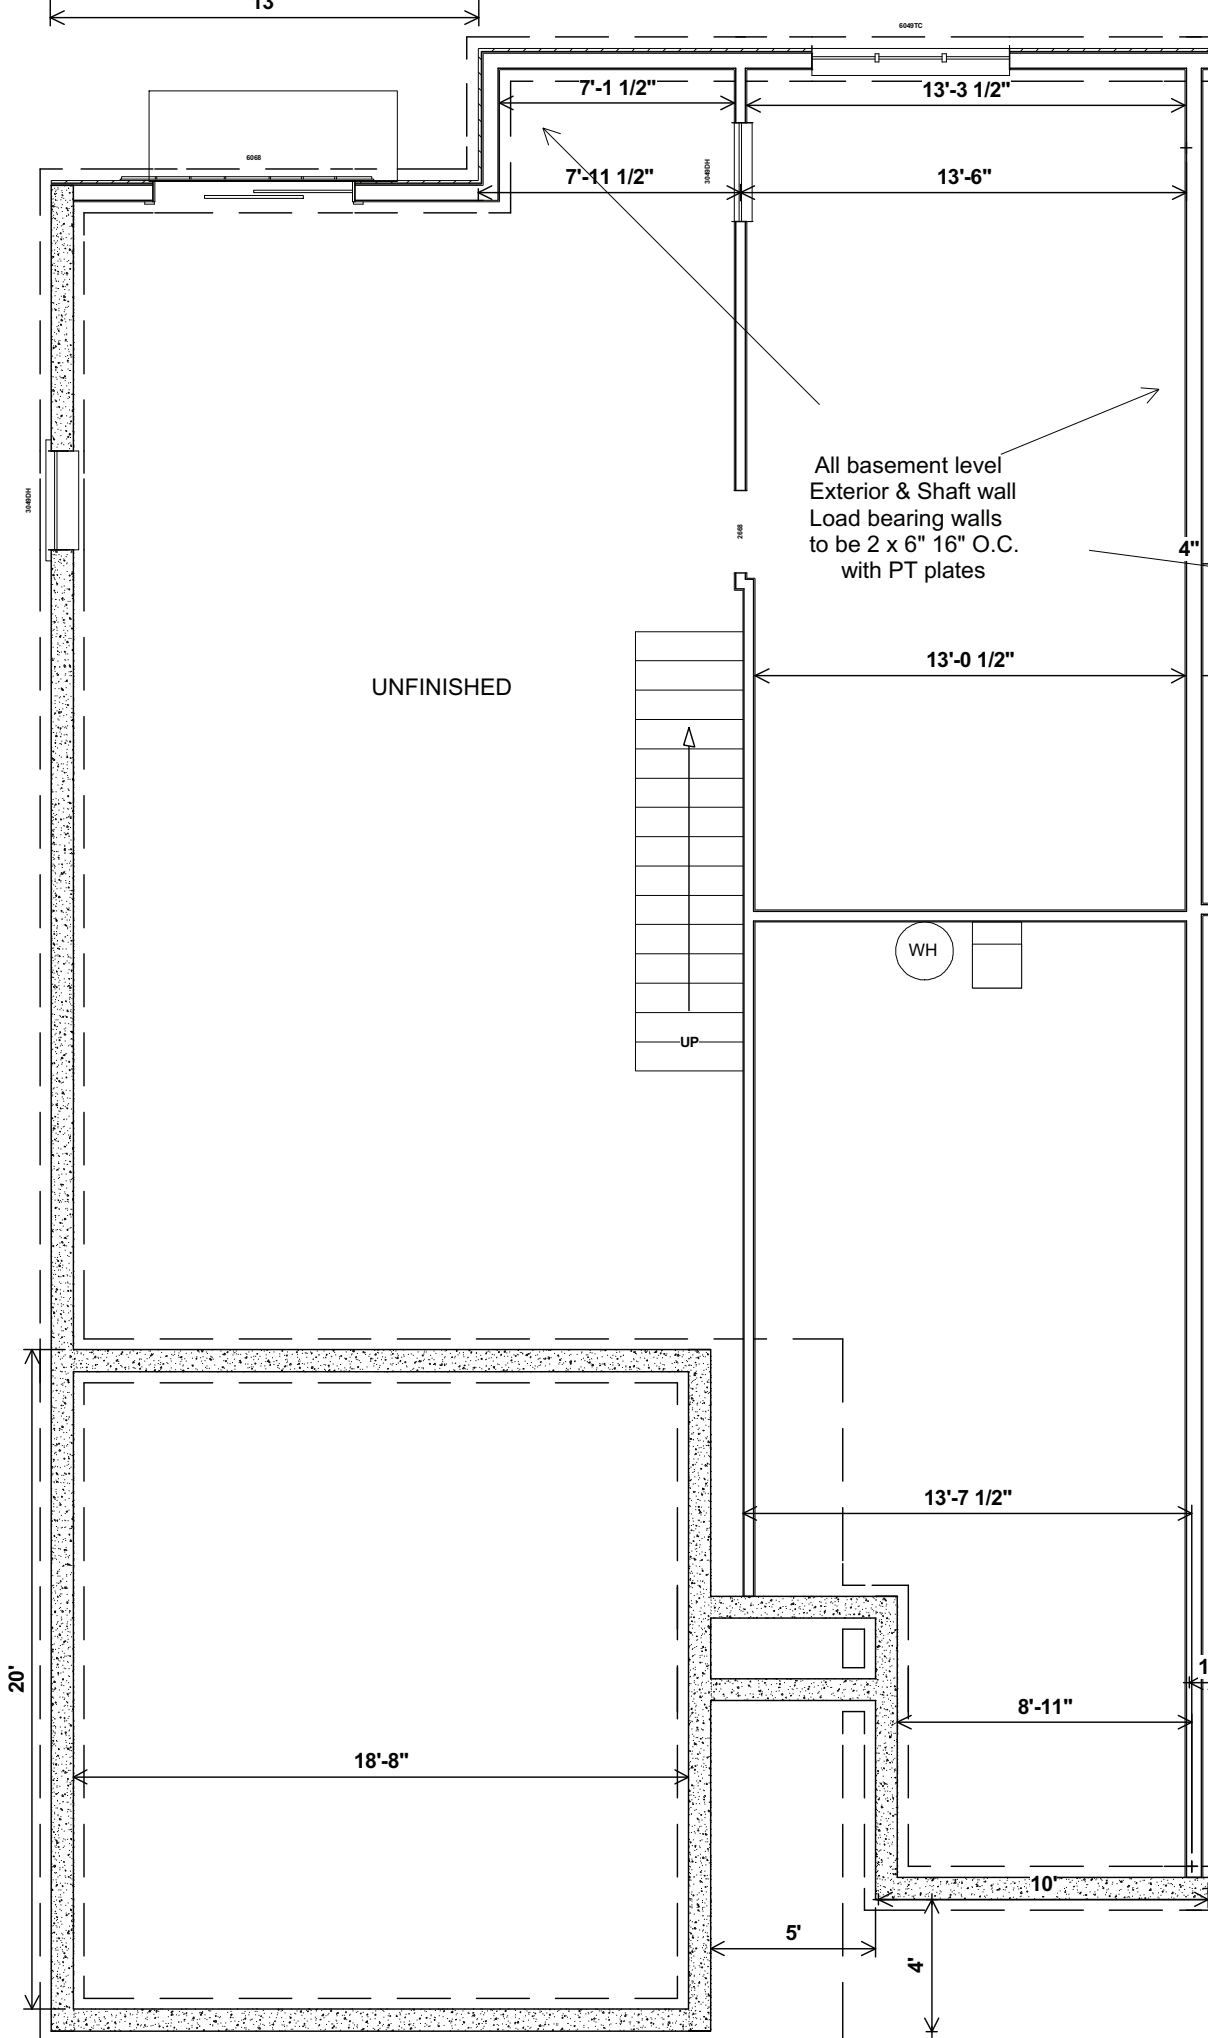 13'
6049TC
7'-1 1/2"
13'-3 1/2"
6068
3049DH
7'-11 1/2"
13'-6"
All basement level
Exterior & Shaft wall
Load bearing walls
to be 2 x 6" 16" O.C.
with PT plates
3049DH
2668
4"
13'-0 1/2"
UNFINISHED
WH
UP
13'-7 1/2"
20'
1
8'-11"
18'-8"
10'
5'
4'